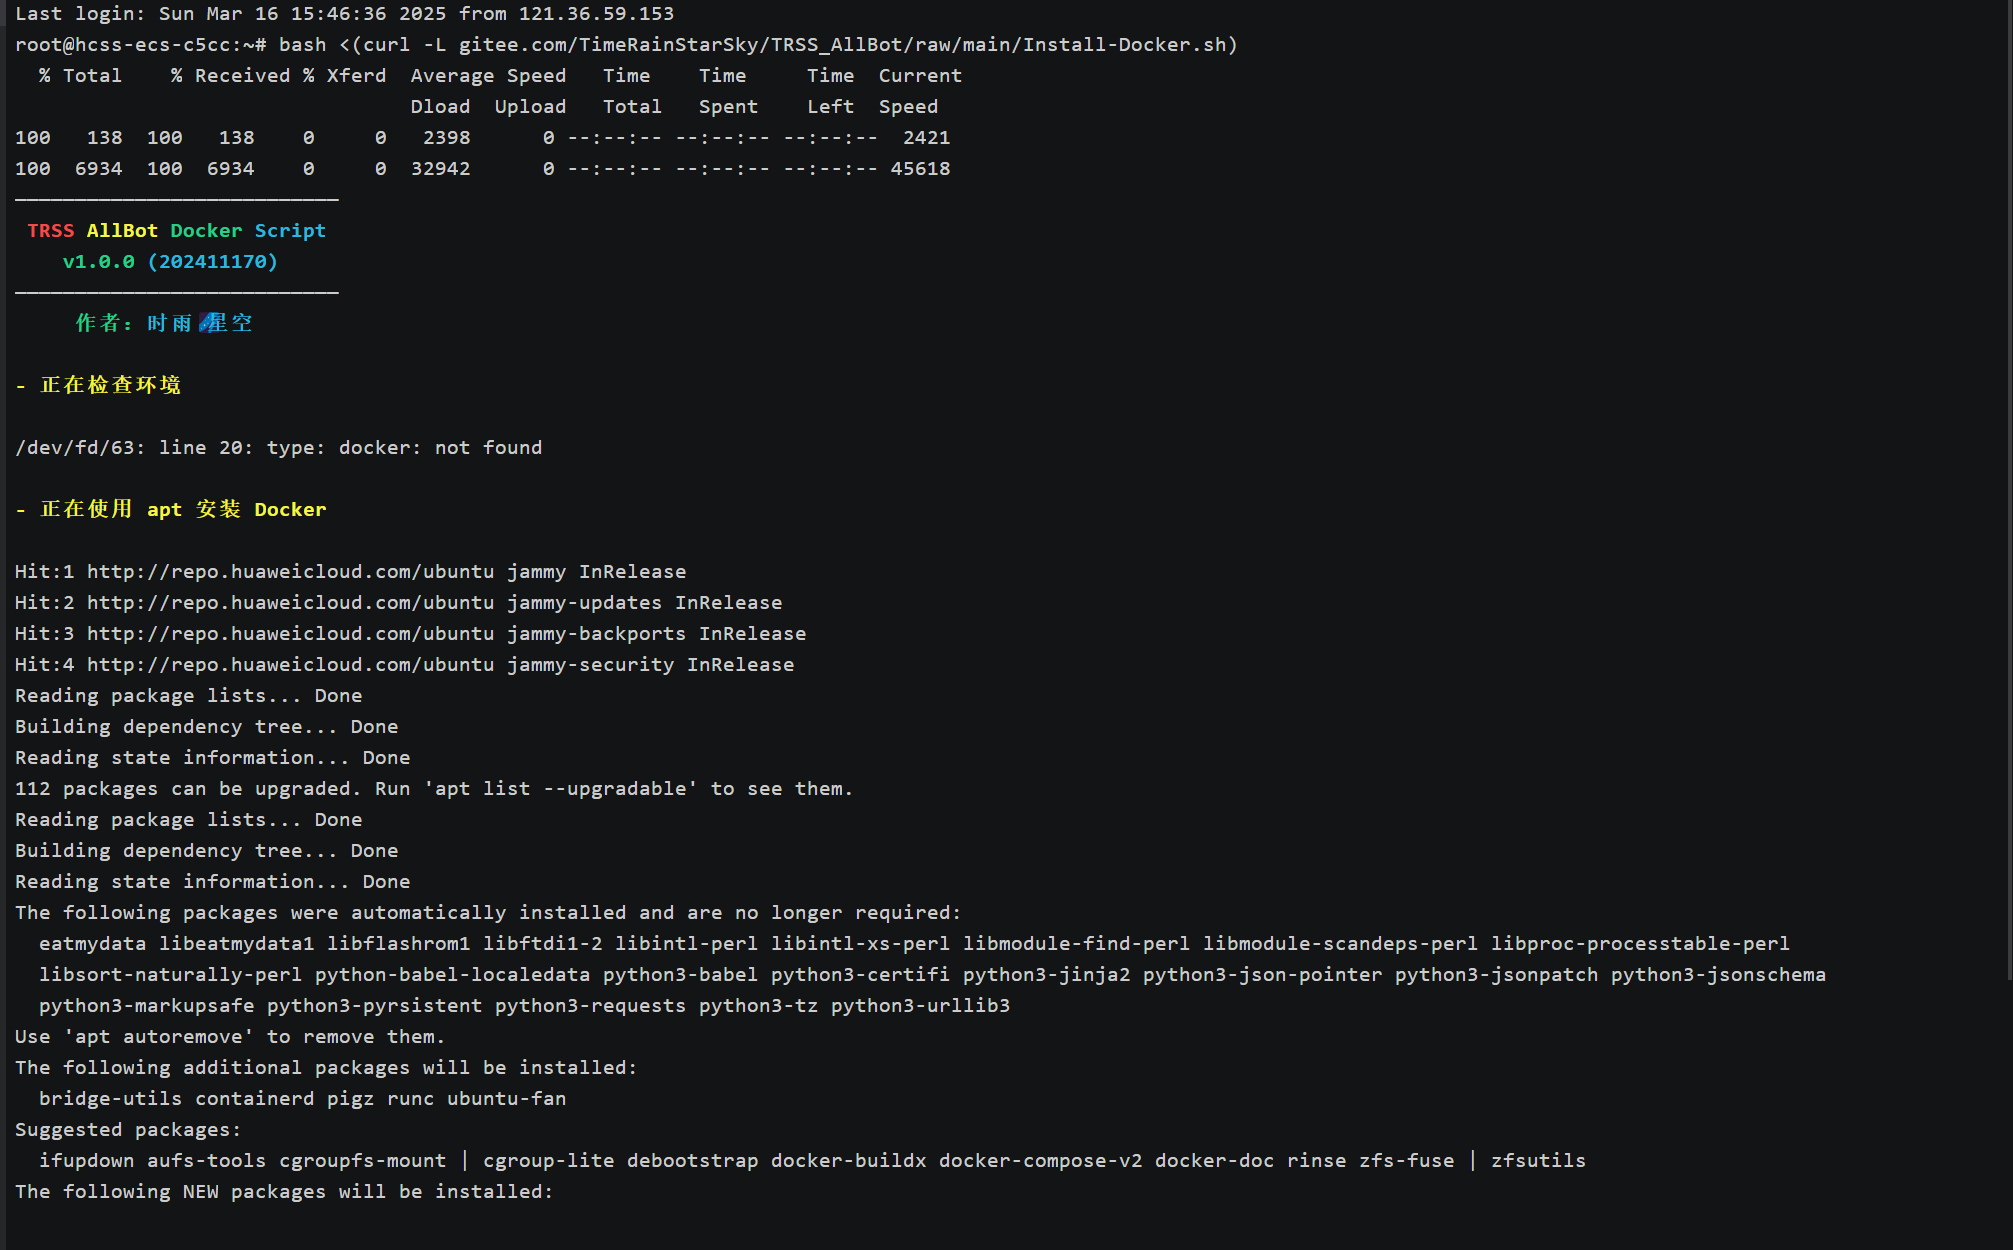 Last login: Sun Mar 16 15:46:36 2025 from 121.36.59.153
root@hcss-ecs-c5cc:~# bash <(curl -L gitee.com/TimeRainStarSky/TRSS_AllBot/raw/main/Install-Docker.sh)
  % Total    % Received % Xferd  Average Speed   Time    Time     Time  Current
                                 Dload  Upload   Total   Spent    Left  Speed
100   138  100   138    0     0   2398      0 --:--:-- --:--:-- --:--:--  2421
100  6934  100  6934    0     0  32942      0 --:--:-- --:--:-- --:--:-- 45618
———————————————————————————
 TRSS AllBot Docker Script
    v1.0.0 (202411170)
———————————————————————————
     作者：时雨🌌星空

- 正在检查环境

/dev/fd/63: line 20: type: docker: not found

- 正在使用 apt 安装 Docker

Hit:1 http://repo.huaweicloud.com/ubuntu jammy InRelease
Hit:2 http://repo.huaweicloud.com/ubuntu jammy-updates InRelease
Hit:3 http://repo.huaweicloud.com/ubuntu jammy-backports InRelease
Hit:4 http://repo.huaweicloud.com/ubuntu jammy-security InRelease
Reading package lists... Done
Building dependency tree... Done
Reading state information... Done
112 packages can be upgraded. Run 'apt list --upgradable' to see them.
Reading package lists... Done
Building dependency tree... Done
Reading state information... Done
The following packages were automatically installed and are no longer required:
  eatmydata libeatmydata1 libflashrom1 libftdi1-2 libintl-perl libintl-xs-perl libmodule-find-perl libmodule-scandeps-perl libproc-processtable-perl
  libsort-naturally-perl python-babel-localedata python3-babel python3-certifi python3-jinja2 python3-json-pointer python3-jsonpatch python3-jsonschema
  python3-markupsafe python3-pyrsistent python3-requests python3-tz python3-urllib3
Use 'apt autoremove' to remove them.
The following additional packages will be installed:
  bridge-utils containerd pigz runc ubuntu-fan
Suggested packages:
  ifupdown aufs-tools cgroupfs-mount | cgroup-lite debootstrap docker-buildx docker-compose-v2 docker-doc rinse zfs-fuse | zfsutils
The following NEW packages will be installed: